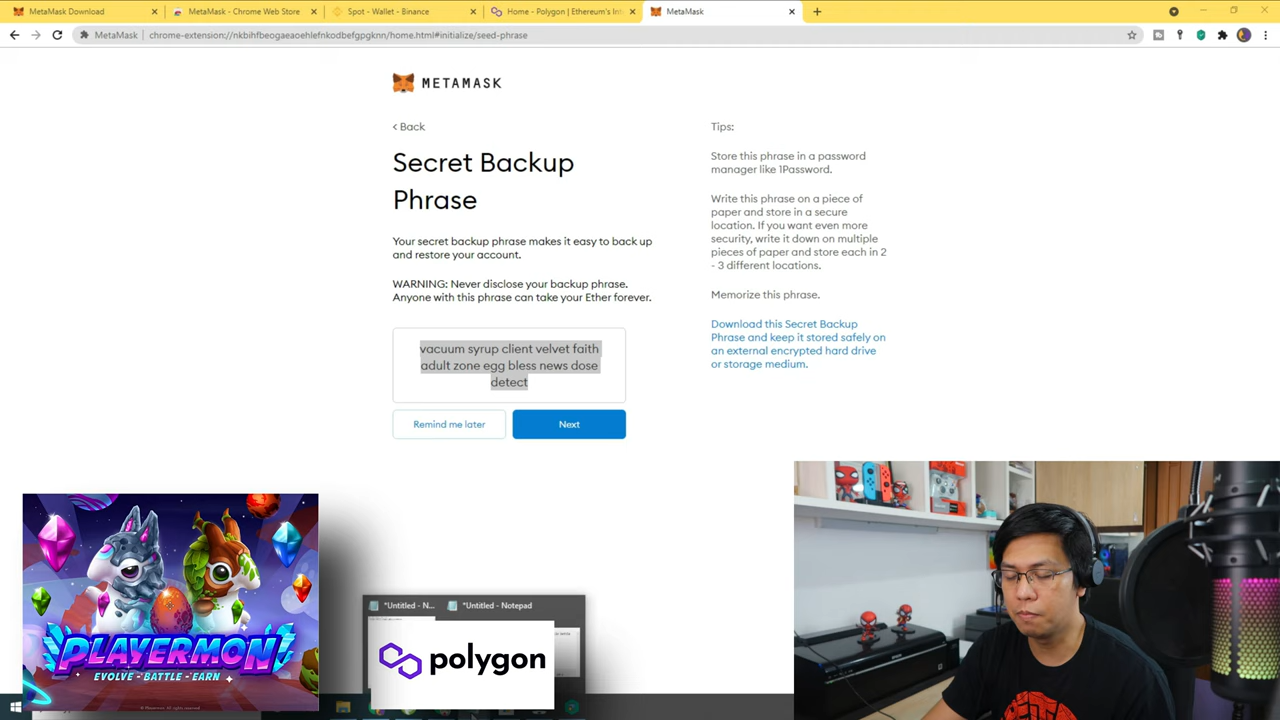 MetaMask Download
MetaMask - Chrome Web Store
Spot - Wallet - Binance
Home - Polygon | Ethereum's Int
MetaMask
MetaMask
chrome-extension://nkbihfbeogaeaoehlefnkodbefgpgknn/home.html#initialize/seed-phrase
METAMASK
< Back
Secret Backup
Phrase
Your secret backup phrase makes it easy to back up
and restore your account.
WARNING: Never disclose your backup phrase.
Anyone with this phrase can take your Ether forever.
vacuum syrup client velvet faith
adult zone egg bless news dose
detect
Remind me later
Next
Tips:
Store this phrase in a password
manager like 1Password.
Write this phrase on a piece of
paper and store in a secure
location. If you want even more
security, write it down on multiple
pieces of paper and store each in 2
- 3 different locations.
Memorize this phrase.
Download this Secret Backup
Phrase and keep it stored safely on
an external encrypted hard drive
or storage medium.
PLAYERMON
EVOLVE - BATTLE - EARN
*Untitled - N...
*Untitled - Notepad
polygon